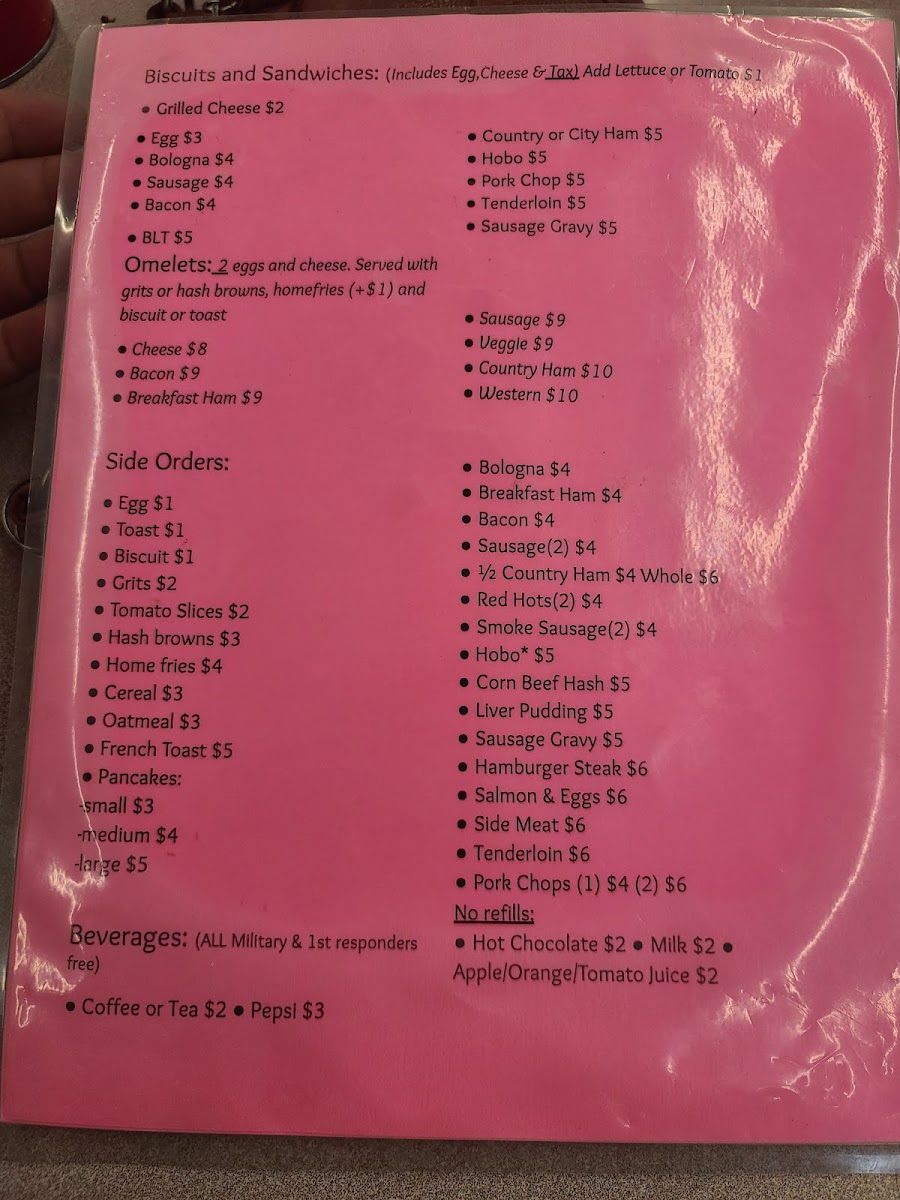 Biscuits and Sandwiches: (Includes Egg,Cheese & Tax) Add Lettuce or Tomato $1
• Grilled Cheese $2
• Egg $3
• Bologna $4
• Sausage $4
• Bacon $4
• BLT $5
• Country or City Ham $5
• Hobo $5
• Pork Chop $5
• Tenderloin $5
• Sausage Gravy $5
Omelets: 2 eggs and cheese. Served with
grits or hash browns, homefries (+$1) and
biscuit or toast
• Cheese $8
• Bacon $9
• Breakfast Ham $9
• Sausage $9
• Veggie $9
• Country Ham $10
• Western $10
Side Orders:
• Egg $1
• Toast $1
• Biscuit $1
• Grits $2
• Tomato Slices $2
• Hash browns $3
• Home fries $4
• Cereal $3
• Oatmeal $3
• French Toast $5
• Pancakes:
-small $3
-medium $4
-large $5
• Bologna $4
• Breakfast Ham $4
• Bacon $4
• Sausage(2) $4
• ½ Country Ham $4 Whole $6
• Red Hots(2) $4
• Smoke Sausage(2) $4
• Hobo* $5
• Corn Beef Hash $5
• Liver Pudding $5
• Sausage Gravy $5
• Hamburger Steak $6
• Salmon & Eggs $6
• Side Meat $6
• Tenderloin $6
• Pork Chops (1) $4 (2) $6
Beverages: (ALL Military & 1st responders
free)
• Coffee or Tea $2 • Pepsi $3
No refills:
• Hot Chocolate $2 • Milk $2 •
Apple/Orange/Tomato Juice $2